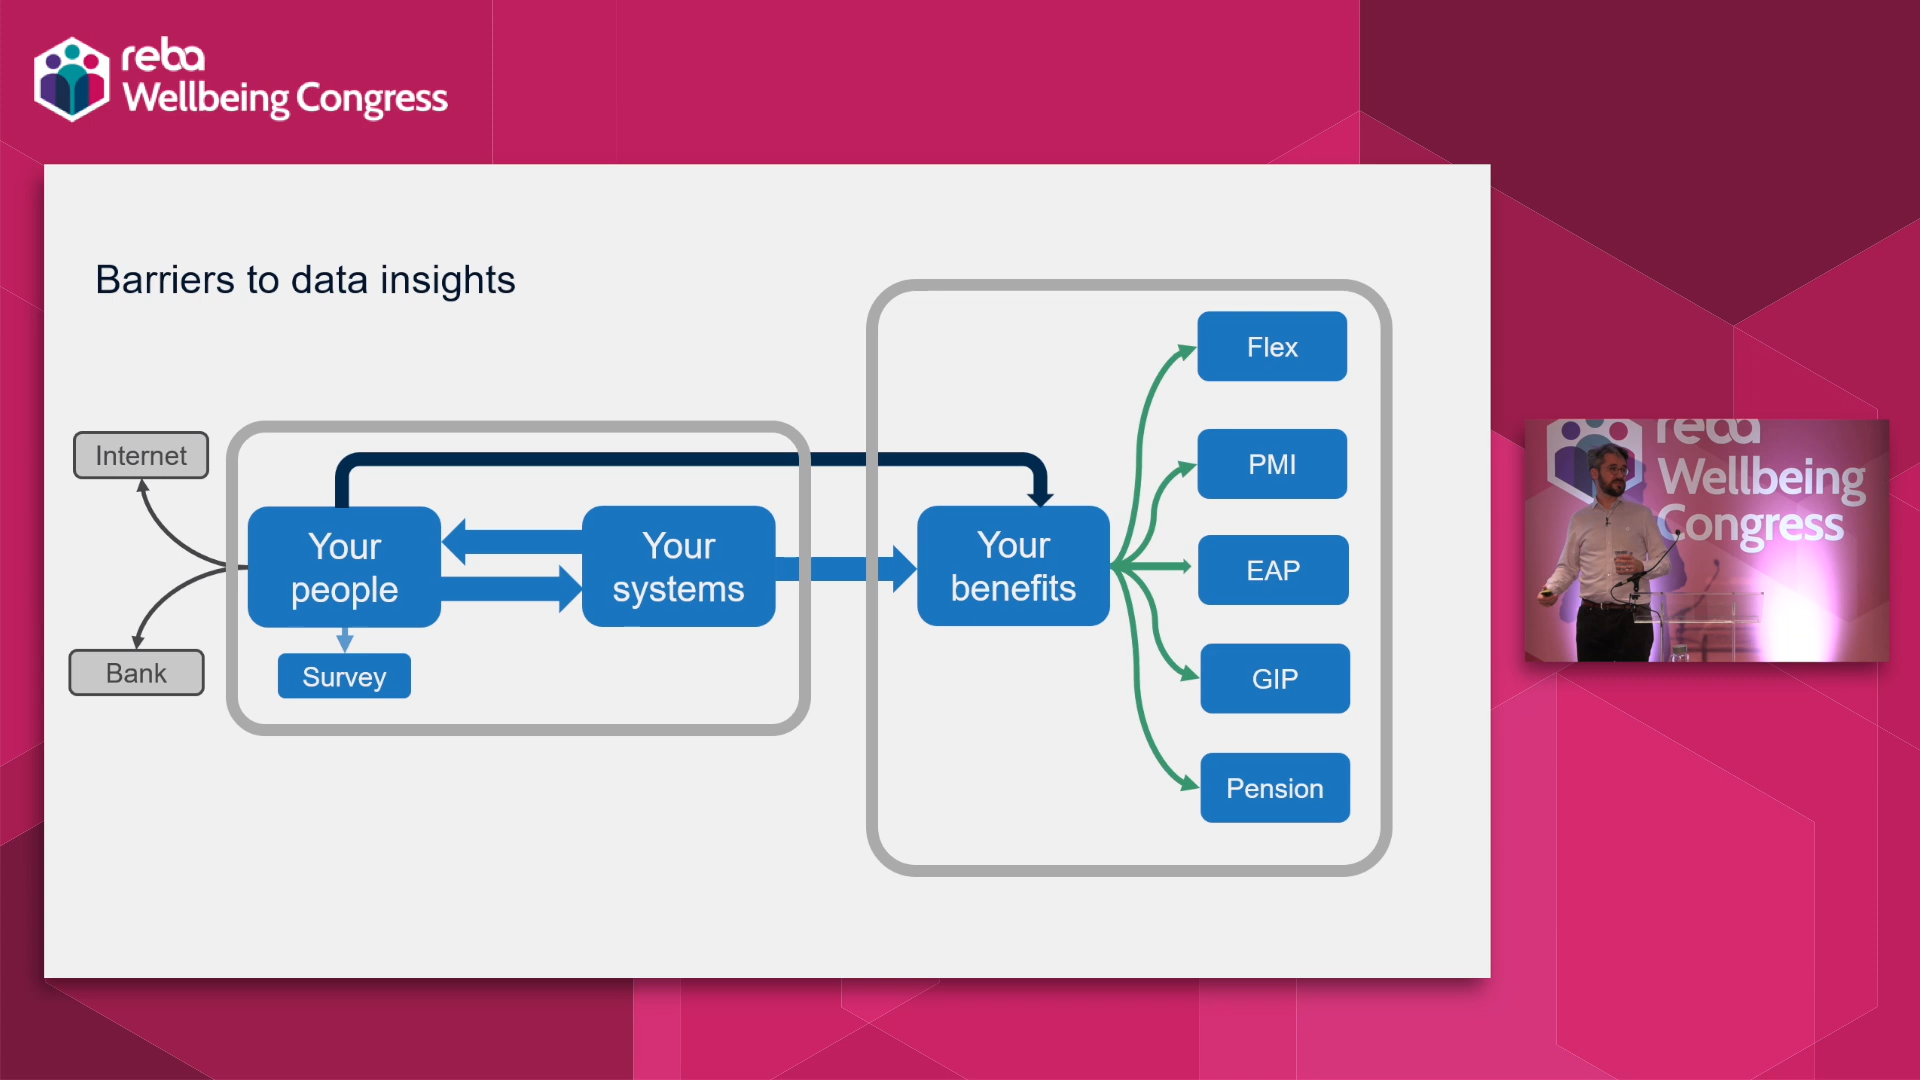 reba
Wellbeing Congress
Barriers to data insights
Internet
Bank
Your
people
Survey
Your
systems
Your
benefits
Flex
PMI
EAP
GIP
Pension
reba
Wellbeing
Congress